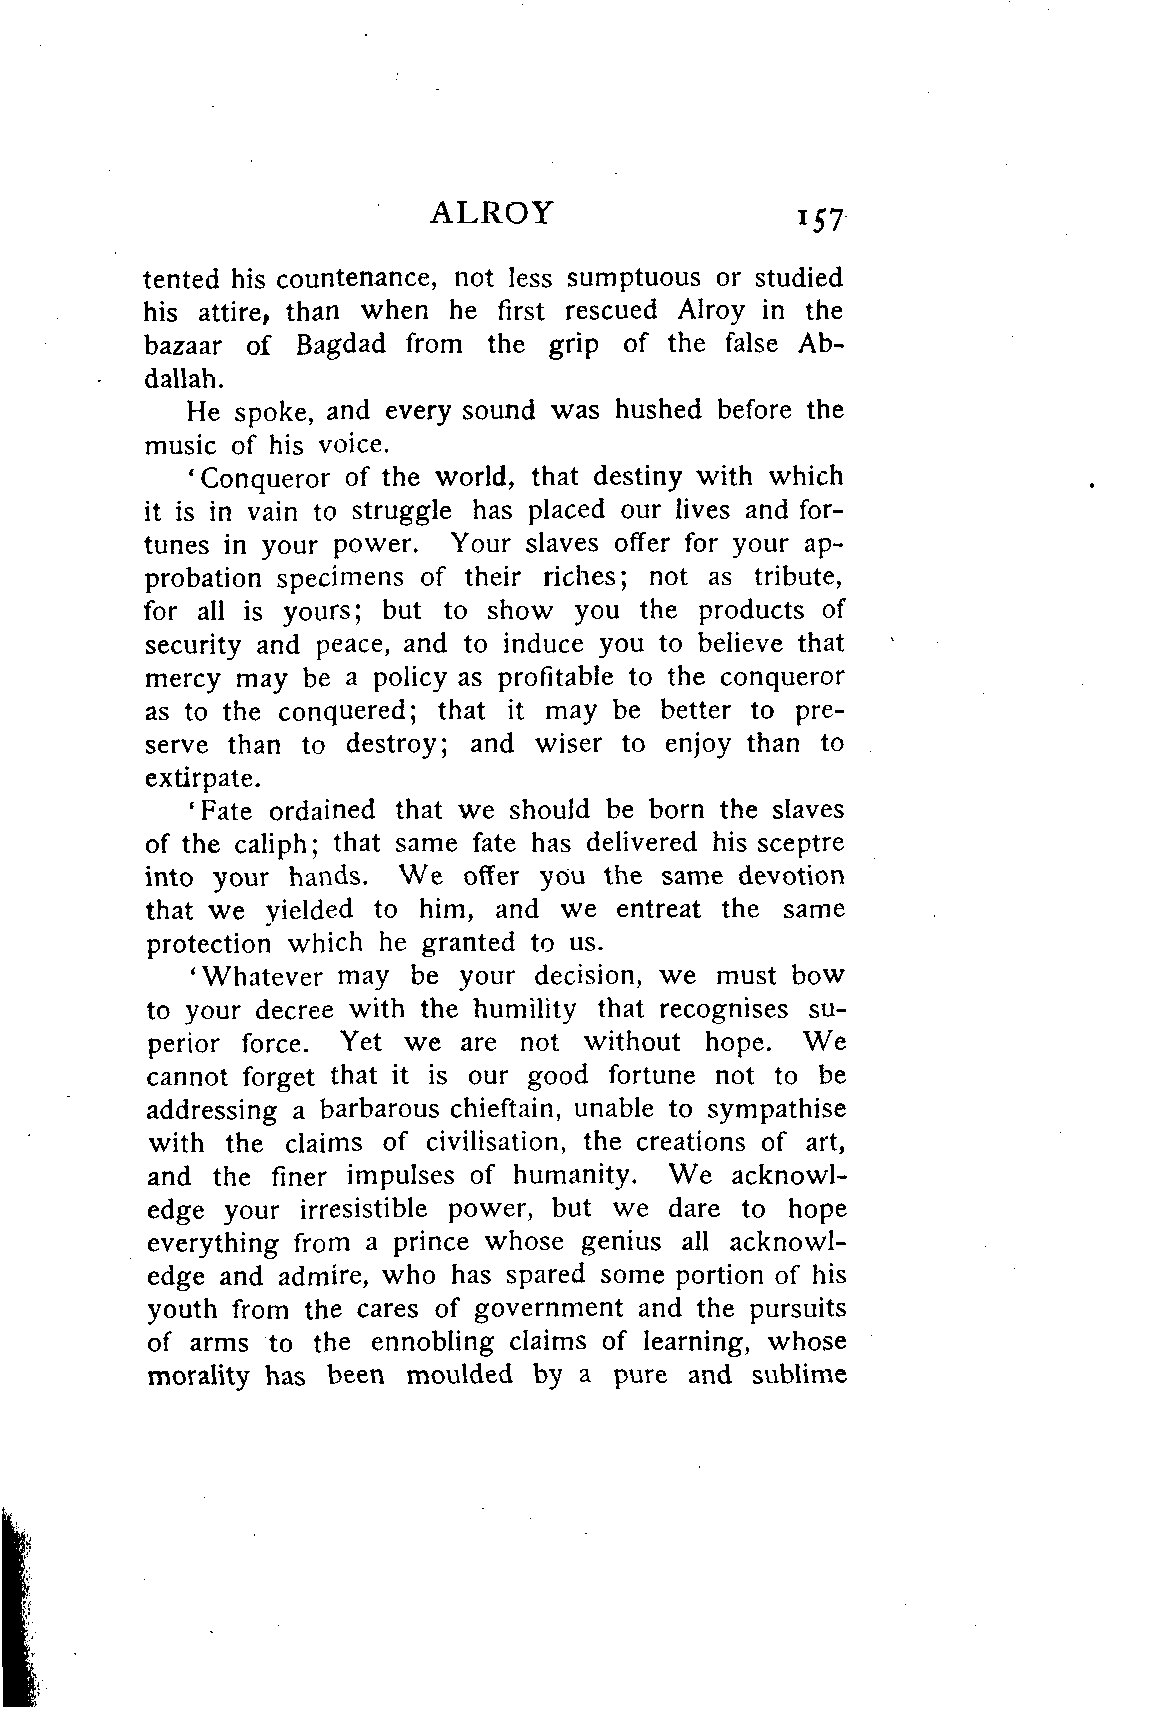 ALROY 157
tented his countenance, not less sumptuous or studied
his attire, than when he first rescued Alroy in the
bazaar of Bagdad from the grip of the false Ab-
dallah.
He spoke, and every sound was hushed before the
music of his voice.
‘Conqueror of the world, that destiny with which
it is in vain to struggle has placed our lives and for-
tunes in your power. Your slaves offer for your ap-
probation specimens of their riches; not as tribute,
for all is yours; but to show you the products of
security and peace, and to induce you to believe that
mercy may be a policy as profitable to the conqueror
as to the conquered; that it may be better to pre-
serve than to destroy; and wiser to enjoy than to
extirpate.
‘Fate ordained that we should be born the slaves
of the caliph; that same fate has delivered his sceptre
into your hands. We offer you the same devotion
that we yielded to him, and we entreat the same
protection which he granted to us.
‘Whatever may be your decision, we must bow
to your decree with the humility that recognises su-
perior force. Yet we are not without hope. We
cannot forget that it is our good fortune not to be
addressing a barbarous chieftain, unable to sympathise
with the claims of civilisation, the creations of art,
and the finer impulses of humanity. We acknowl-
edge your irresistible power, but we dare to hope
everything from a prince whose genius all acknowl-
edge and admire, who has spared some portion of his
youth from the cares of government and the pursuits
of arms to the ennobling claims of learning, whose
morality has been moulded by a pure and sublime